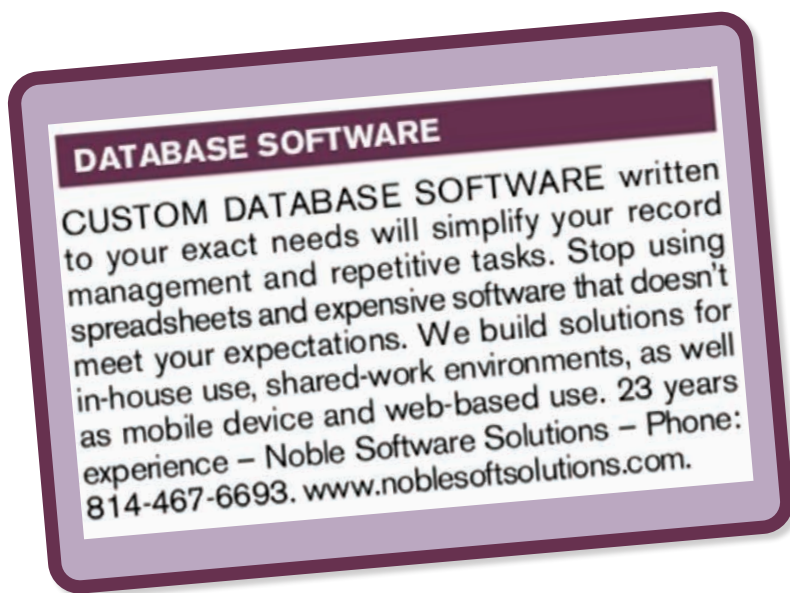 DATABASE SOFTWARE
CUSTOM DATABASE SOFTWARE written
to your exact needs will simplify your record
management and repetitive tasks. Stop using
spreadsheets and expensive software that doesn't
meet your expectations. We build solutions for
in-house use, shared-work environments, as well
as mobile device and web-based use. 23 years
experience – Noble Software Solutions – Phone:
814-467-6693. www.noblesoftsolutions.com.